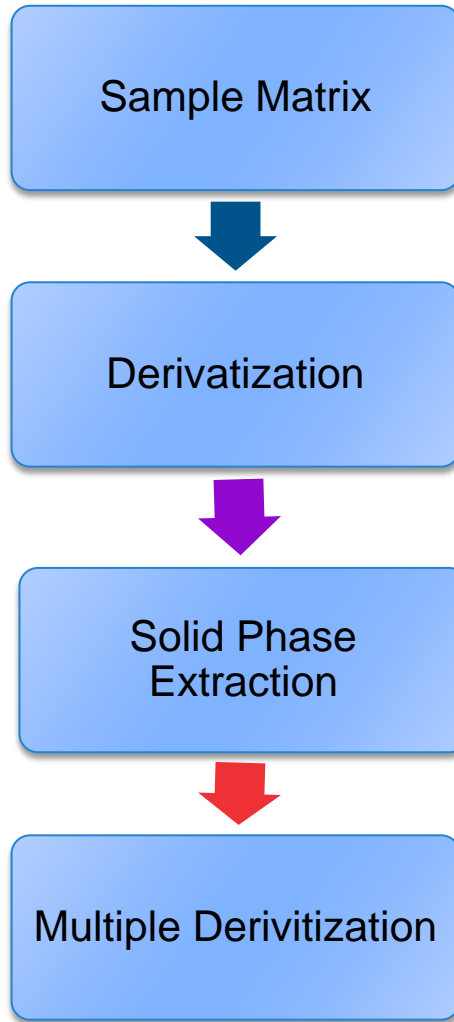 Sample Matrix
Derivatization
Solid Phase
Extraction
Multiple Derivitization